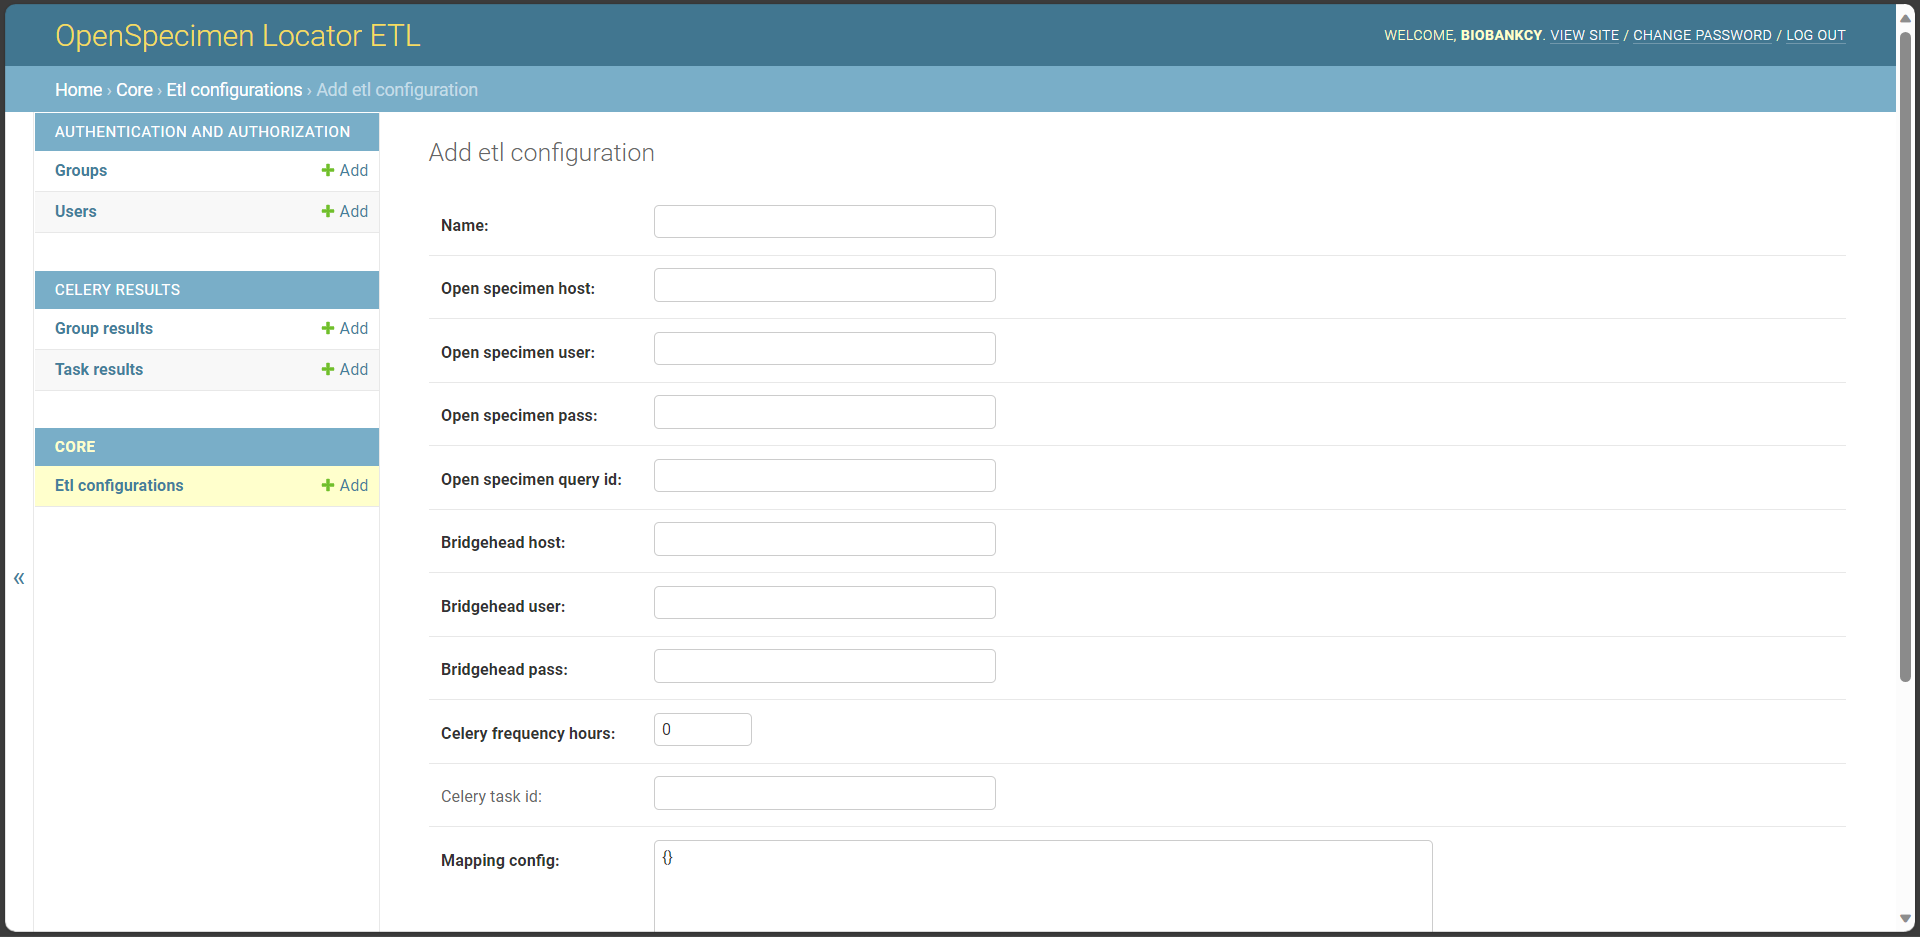 OpenSpecimen Locator ETL
WELCOME, BIOBANKCY. VIEW SITE / CHANGE PASSWORD / LOG OUT
Home › Core › Etl configurations › Add etl configuration
AUTHENTICATION AND AUTHORIZATION
Groups + Add
Users + Add
CELERY RESULTS
Group results + Add
Task results + Add
CORE
Etl configurations + Add
«
Add etl configuration
Name:
Open specimen host:
Open specimen user:
Open specimen pass:
Open specimen query id:
Bridgehead host:
Bridgehead user:
Bridgehead pass:
Celery frequency hours: 0
Celery task id:
Mapping config: {}